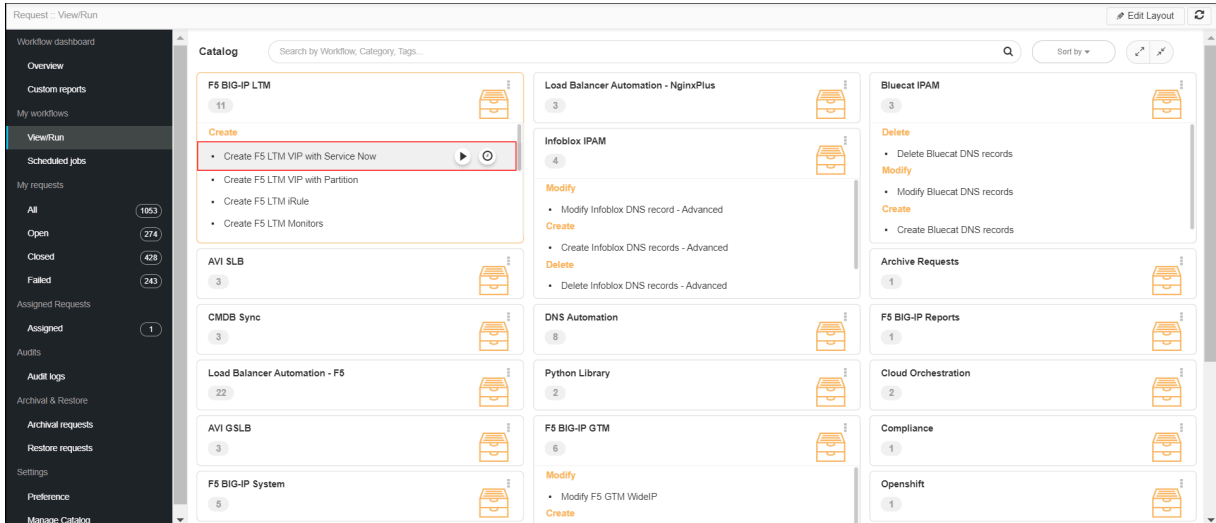 Request :: View/Run
Edit Layout
Workflow dashboard
Overview
Custom reports
My workflows
View/Run
Scheduled jobs
My requests
All 1053
Open 274
Closed 428
Failed 243
Assigned Requests
Assigned 1
Audits
Audit logs
Archival & Restore
Archival requests
Restore requests
Settings
Preference
Manage Catalog
Catalog
Search by Workflow, Category, Tags...
Sort by
F5 BIG-IP LTM
11
Create
• Create F5 LTM VIP with Service Now
• Create F5 LTM VIP with Partition
• Create F5 LTM iRule
• Create F5 LTM Monitors
AVI SLB
3
CMDB Sync
3
Load Balancer Automation - F5
22
AVI GSLB
3
F5 BIG-IP System
5
Load Balancer Automation - NginxPlus
3
Infoblox IPAM
4
Modify
• Modify Infoblox DNS record - Advanced
Create
• Create Infoblox DNS records - Advanced
Delete
• Delete Infoblox DNS records - Advanced
DNS Automation
8
Python Library
2
F5 BIG-IP GTM
6
Modify
• Modify F5 GTM WideIP
Create
Bluecat IPAM
3
Delete
• Delete Bluecat DNS records
Modify
• Modify Bluecat DNS records
Create
• Create Bluecat DNS records
Archive Requests
1
F5 BIG-IP Reports
1
Cloud Orchestration
2
Compliance
1
Openshift
1